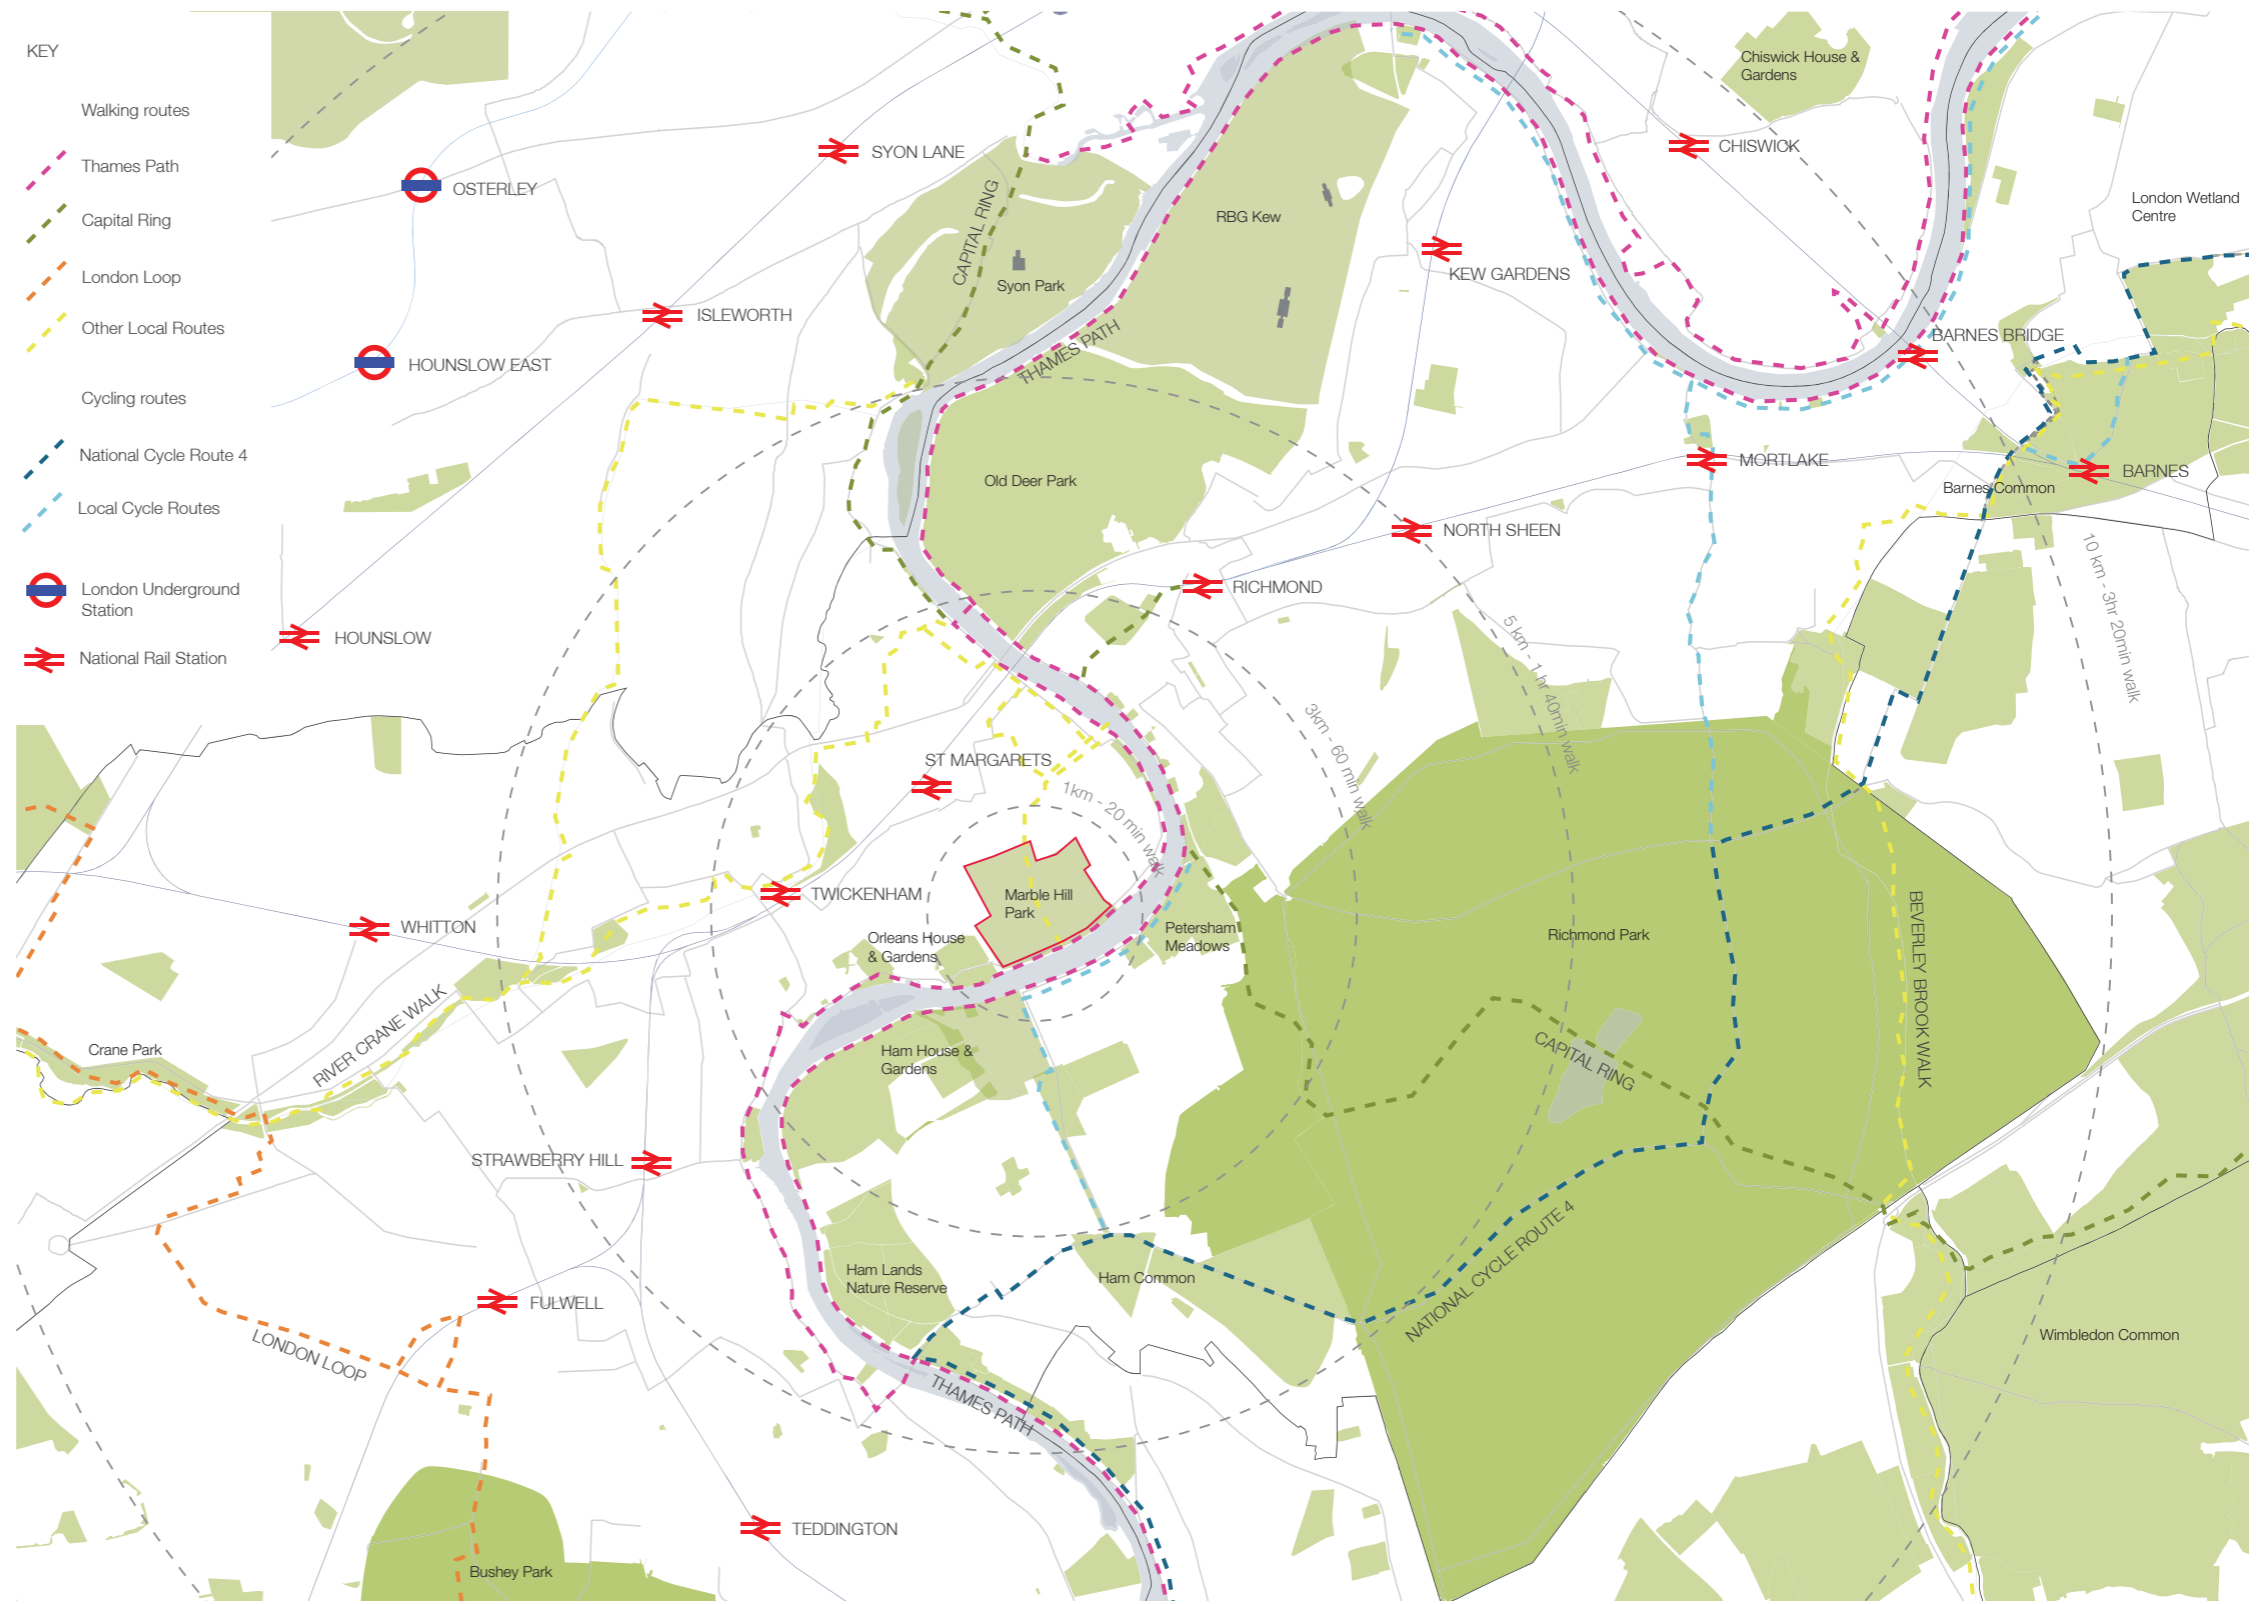 KEY
Walking routes
Thames Path
Capital Ring
London Loop
Other Local Routes
Cycling routes
National Cycle Route 4
Local Cycle Routes
London Underground
Station
National Rail Station
Chiswick House &
Gardens
SYON LANE
CHISWICK
OSTERLEY
London Wetland
Centre
CAPITAL RING
RBG Kew
KEW GARDENS
Syon Park
ISLEWORTH
THAMES PATH
BARNES BRIDGE
HOUNSLOW EAST
Old Deer Park
MORTLAKE
BARNES
Barnes Common
NORTH SHEEN
10 km - 3hr 20min walk
RICHMOND
HOUNSLOW
5 km - 1 hr 40min walk
3km - 60 min walk
ST MARGARETS
1km - 20 min walk
TWICKENHAM
Marble Hill
Park
WHITTON
Orleans House
& Gardens
Petersham
Meadows
Richmond Park
BEVERLEY BROOK WALK
RIVER CRANE WALK
Crane Park
Ham House &
Gardens
CAPITAL RING
STRAWBERRY HILL
NATIONAL CYCLE ROUTE 4
Ham Lands
Nature Reserve
Ham Common
FULWELL
LONDON LOOP
Wimbledon Common
THAMES PATH
TEDDINGTON
Bushey Park